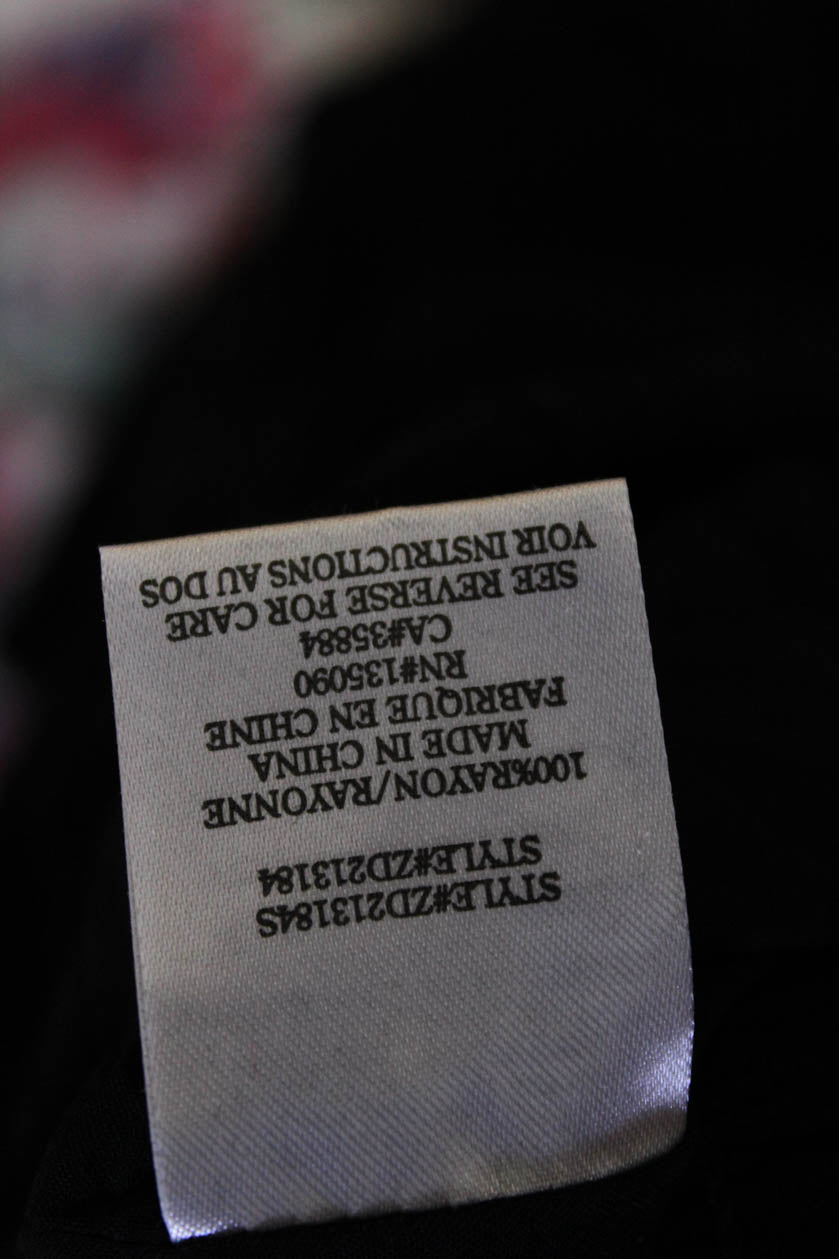 STYLE#ZD213184S
STYLE#ZD213184
100%RAYON/RAYONNE
MADE IN CHINA
FABRIQUE EN CHINE
RN#135090
CA#35884
SEE REVERSE FOR CARE
VOIR INSTRUCTIONS AU DOS